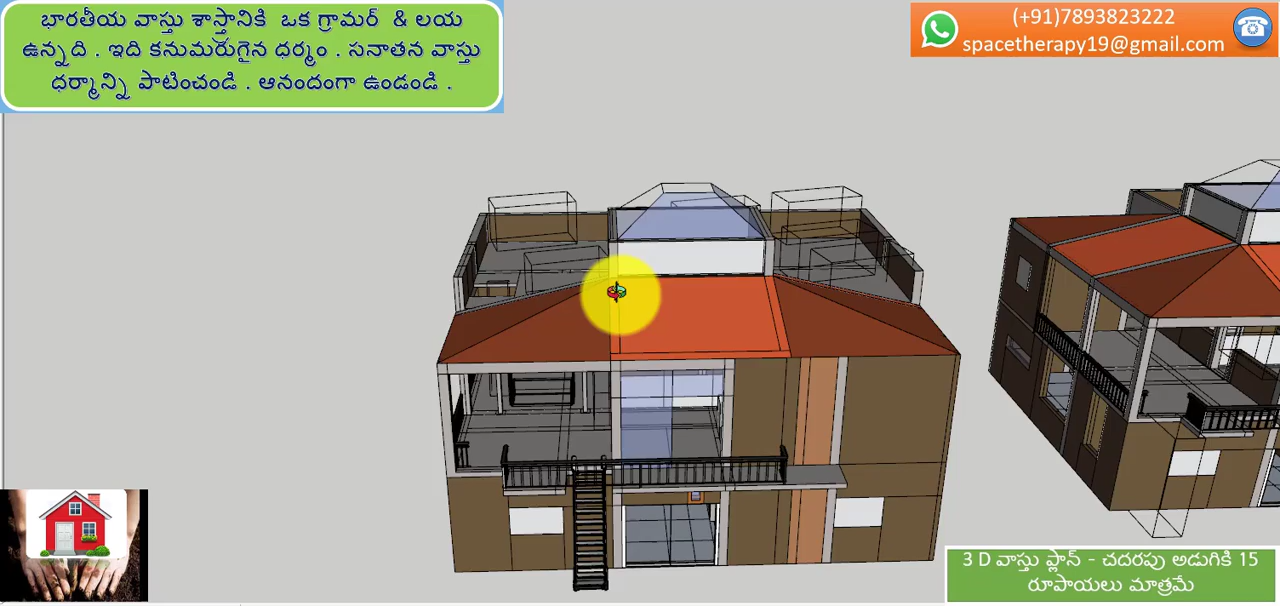 భారతీయ వాస్తు శాస్త్రానికి ఒక గ్రామర్ & లయ
ఉన్నది . ఇది కనుమరుగైన ధర్మం . సనాతన వాస్తు
ధర్మాన్ని పాటించండి . ఆనందంగా ఉండండి .
(+91)7893823222
spacetherapy19@gmail.com
3 D వాస్తు ప్లాన్ - చదరపు అడుగికి 15
రూపాయలు మాత్రమే